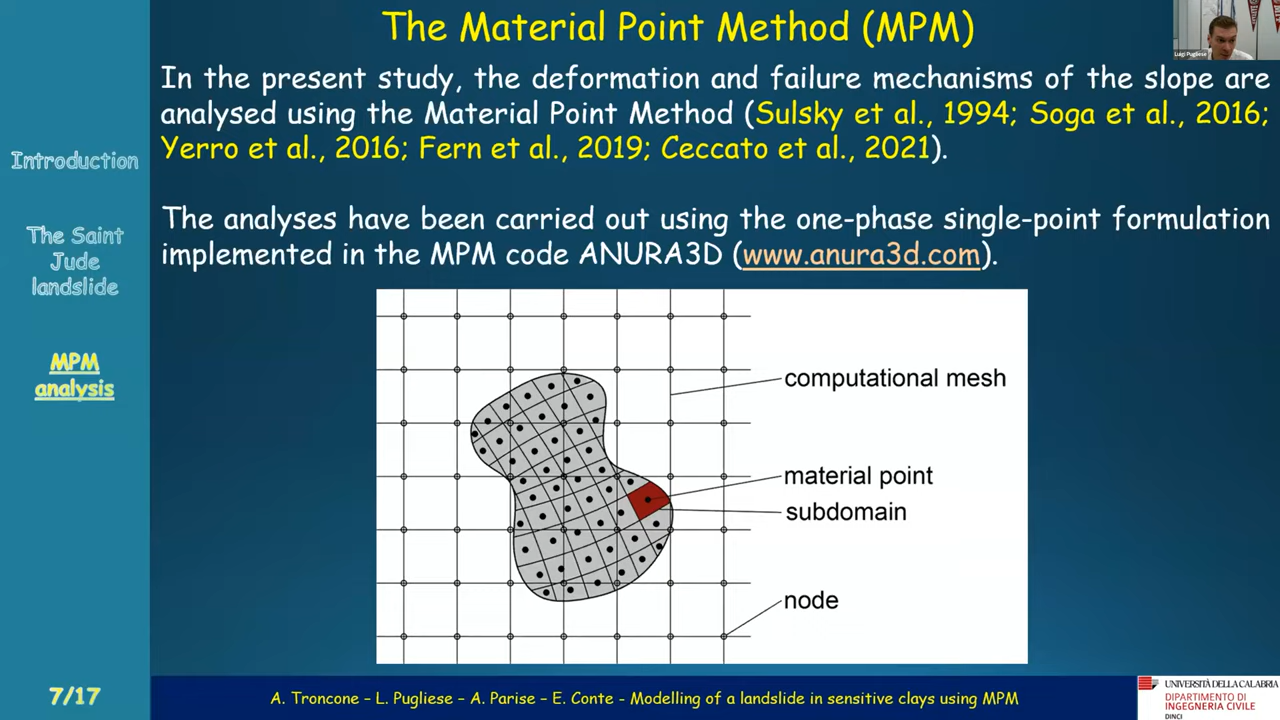 The Material Point Method (MPM)
Luigi Pugliese
In the present study, the deformation and failure mechanisms of the slope are
analysed using the Material Point Method (Sulsky et al., 1994; Soga et al., 2016;
Yerro et al., 2016; Fern et al., 2019; Ceccato et al., 2021).
The analyses have been carried out using the one-phase single-point formulation
implemented in the MPM code ANURA3D (www.anura3d.com).
Introduction
The Saint
Jude
landslide
MPM
analysis
computational mesh
material point
subdomain
node
7/17
A. Troncone – L. Pugliese – A. Parise – E. Conte - Modelling of a landslide in sensitive clays using MPM
UNIVERSITÀ DELLA CALABRIA
DIPARTIMENTO DI
INGEGNERIA CIVILE
DINCI